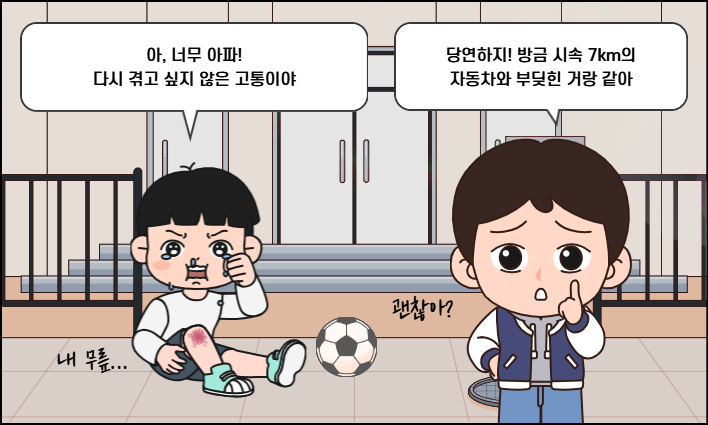 아, 너무 아파!
다시 겪고 싶지 않은 고통이야
당연하지! 방금 시속 7km의
자동차와 부딪힌 거랑 같아
괜찮아?
내 무릎...